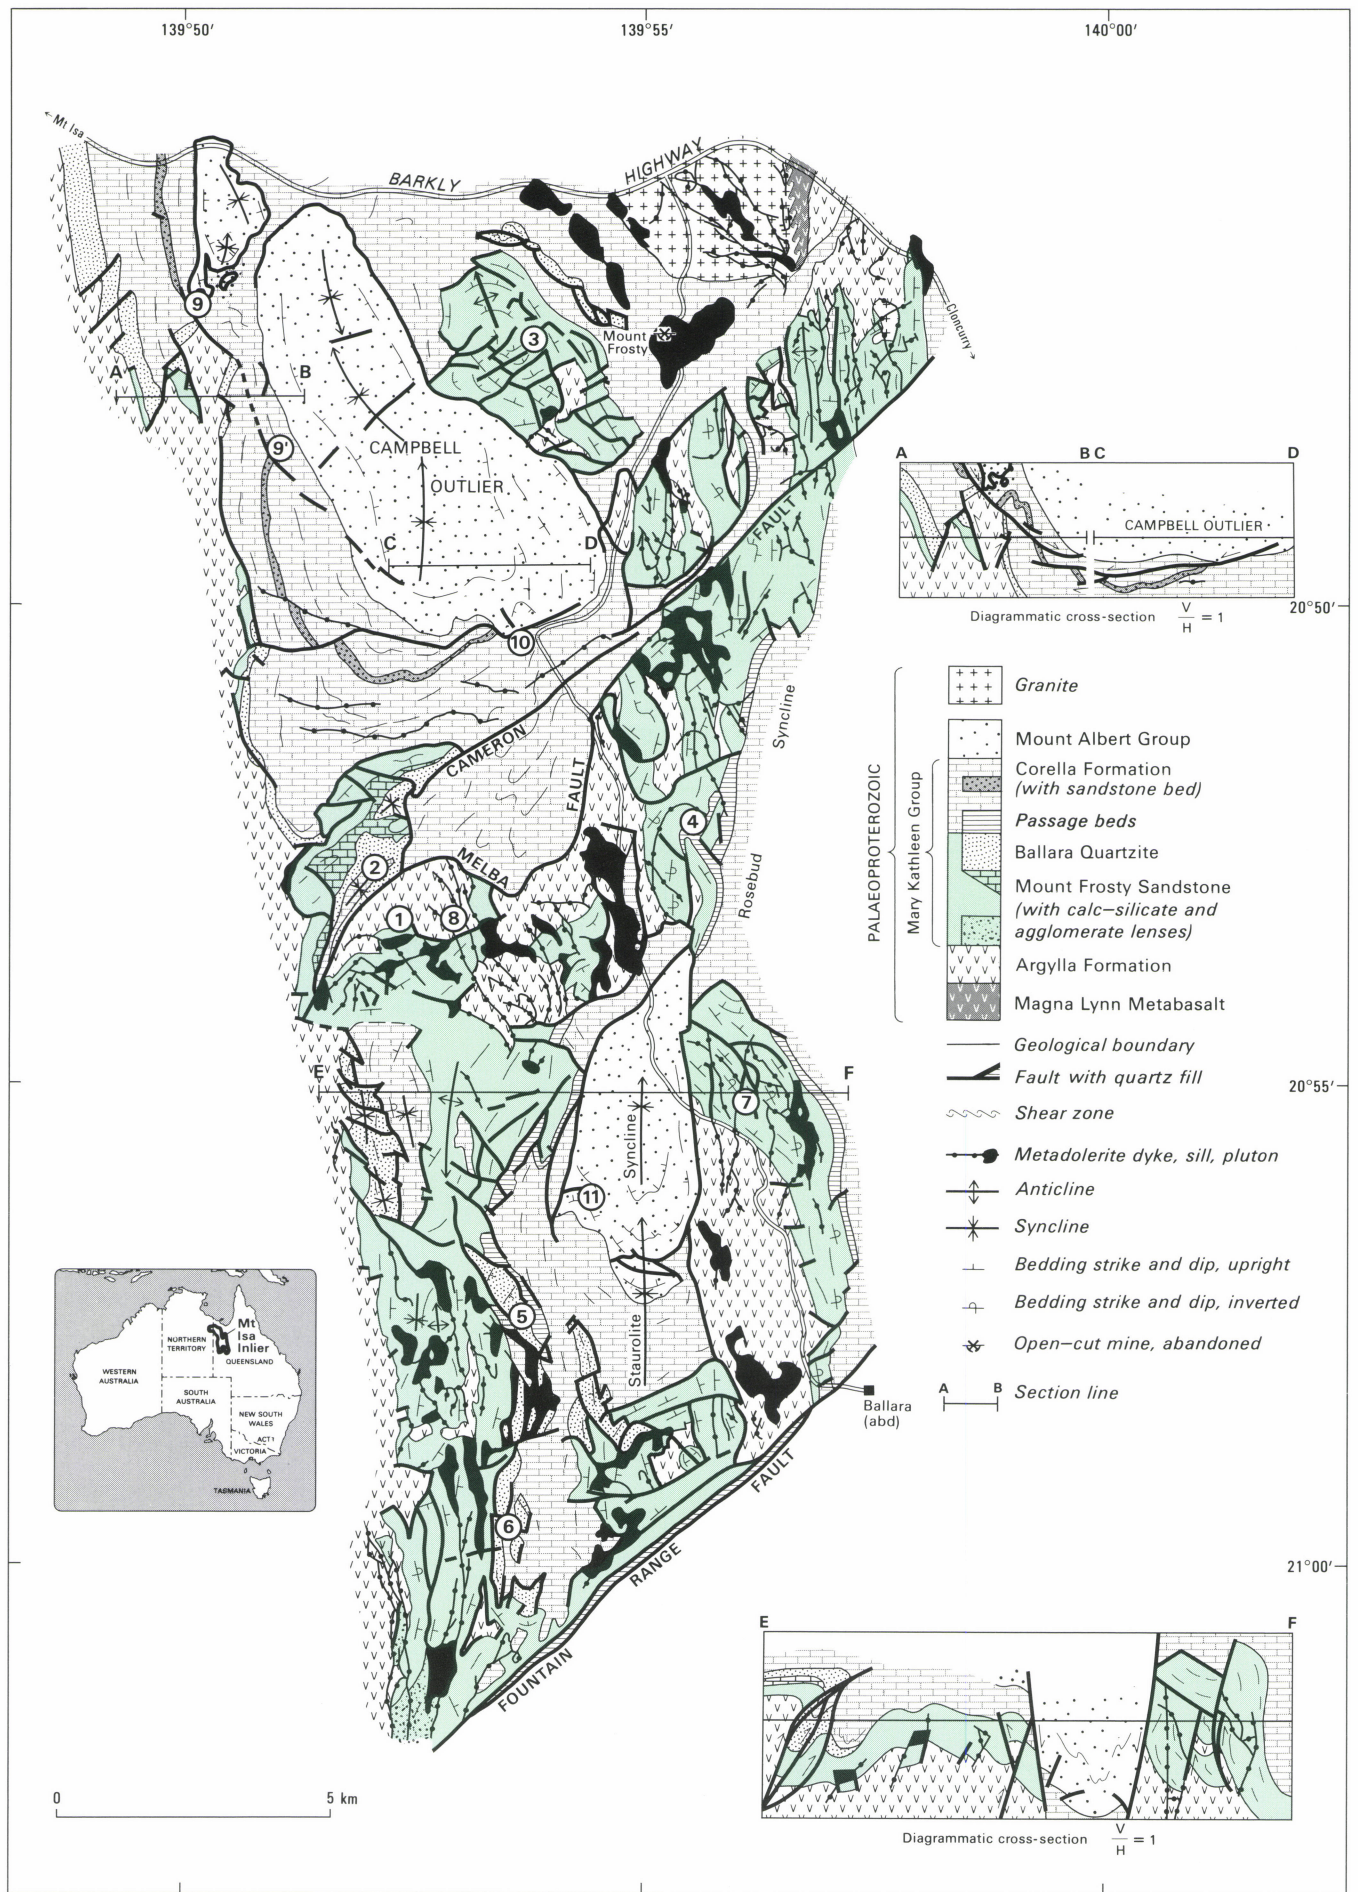 139°50′
139°55′
140°00′
Mt Isa
BARKLY
HIGHWAY
Cloncurry
9
3
Mount
Frosty
A
B
9'
CAMPBELL
OUTLIER
C
D
FAULT
10
A
B C
D
CAMPBELL OUTLIER
Diagrammatic cross-section V/H = 1
20°50′
Syncline
CAMERON
FAULT
4
2
MELBA
Rosebud
1
8
PALAEOPROTEROZOIC
Mary Kathleen Group
Granite
Mount Albert Group
Corella Formation
(with sandstone bed)
Passage beds
Ballara Quartzite
Mount Frosty Sandstone
(with calc–silicate and
agglomerate lenses)
Argylla Formation
Magna Lynn Metabasalt
Geological boundary
Fault with quartz fill
Shear zone
Metadolerite dyke, sill, pluton
Anticline
Syncline
Bedding strike and dip, upright
Bedding strike and dip, inverted
Open–cut mine, abandoned
A B
Section line
20°55′
E
F
7
Syncline
11
5
Staurolite
Ballara
(abd)
6
FOUNTAIN
RANGE
FAULT
21°00′
NORTHERN
TERRITORY
Mt
Isa
Inlier
QUEENSLAND
WESTERN
AUSTRALIA
SOUTH
AUSTRALIA
NEW SOUTH
WALES
ACT
VICTORIA
TASMANIA
E
F
Diagrammatic cross-section V/H = 1
0
5 km